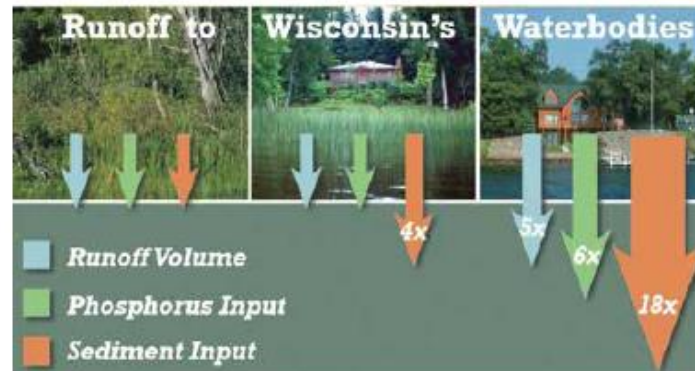 Runoff to Wisconsin's Waterbodies
4x
5x
6x
18x
Runoff Volume
Phosphorus Input
Sediment Input